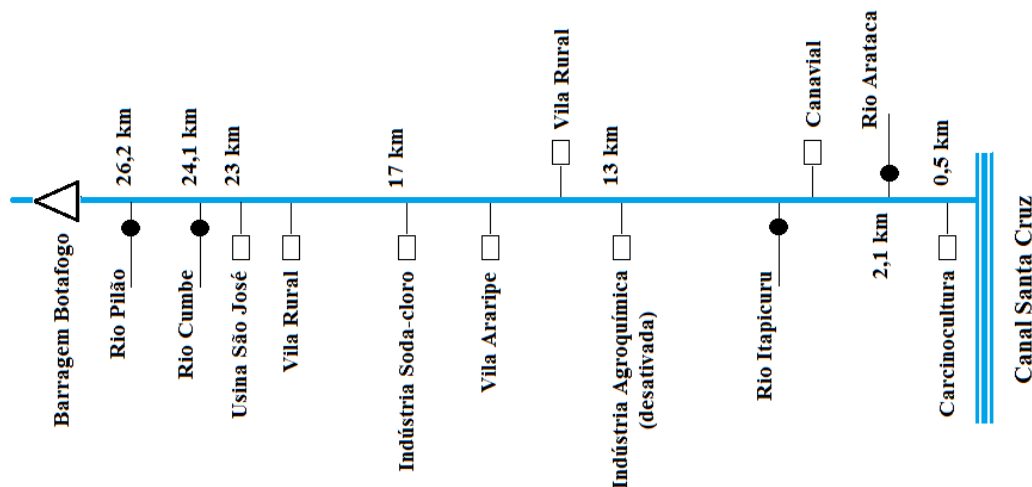 Barragem Botafogo
Rio Pilão
26,2 km
Rio Cumbe
24,1 km
Usina São José
23 km
Vila Rural
Indústria Soda-cloro
17 km
Vila Araripe
Vila Rural
Indústria Agroquímica
(desativada)
13 km
Rio Itapicuru
Canavial
Rio Arataca
2,1 km
Carcinocultura
0,5 km
Canal Santa Cruz